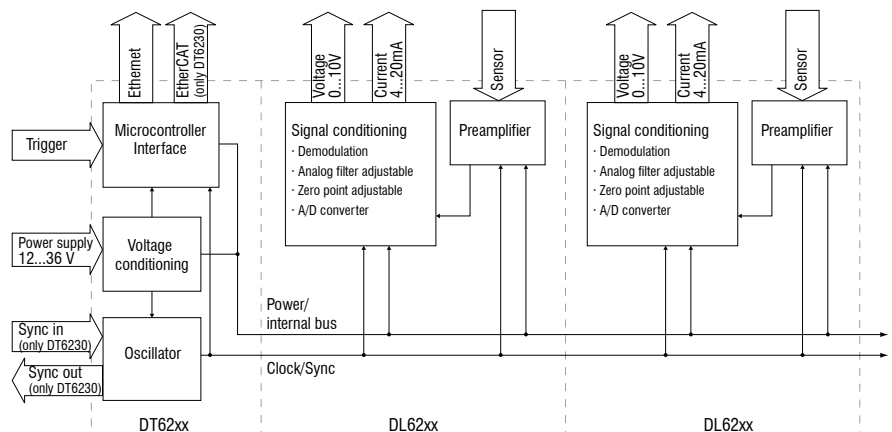 Ethernet
EtherCAT
(only DT6230)
Voltage
0...10V
Current
4...20mA
Sensor
Voltage
0...10V
Current
4...20mA
Sensor
Trigger
Microcontroller
Interface
Signal conditioning
· Demodulation
· Analog filter adjustable
· Zero point adjustable
· A/D converter
Preamplifier
Signal conditioning
· Demodulation
· Analog filter adjustable
· Zero point adjustable
· A/D converter
Preamplifier
Power supply
12...36 V
Voltage
conditioning
Power/
internal bus
Sync in
(only DT6230)
Oscillator
Clock/Sync
Sync out
(only DT6230)
DT62xx
DL62xx
DL62xx